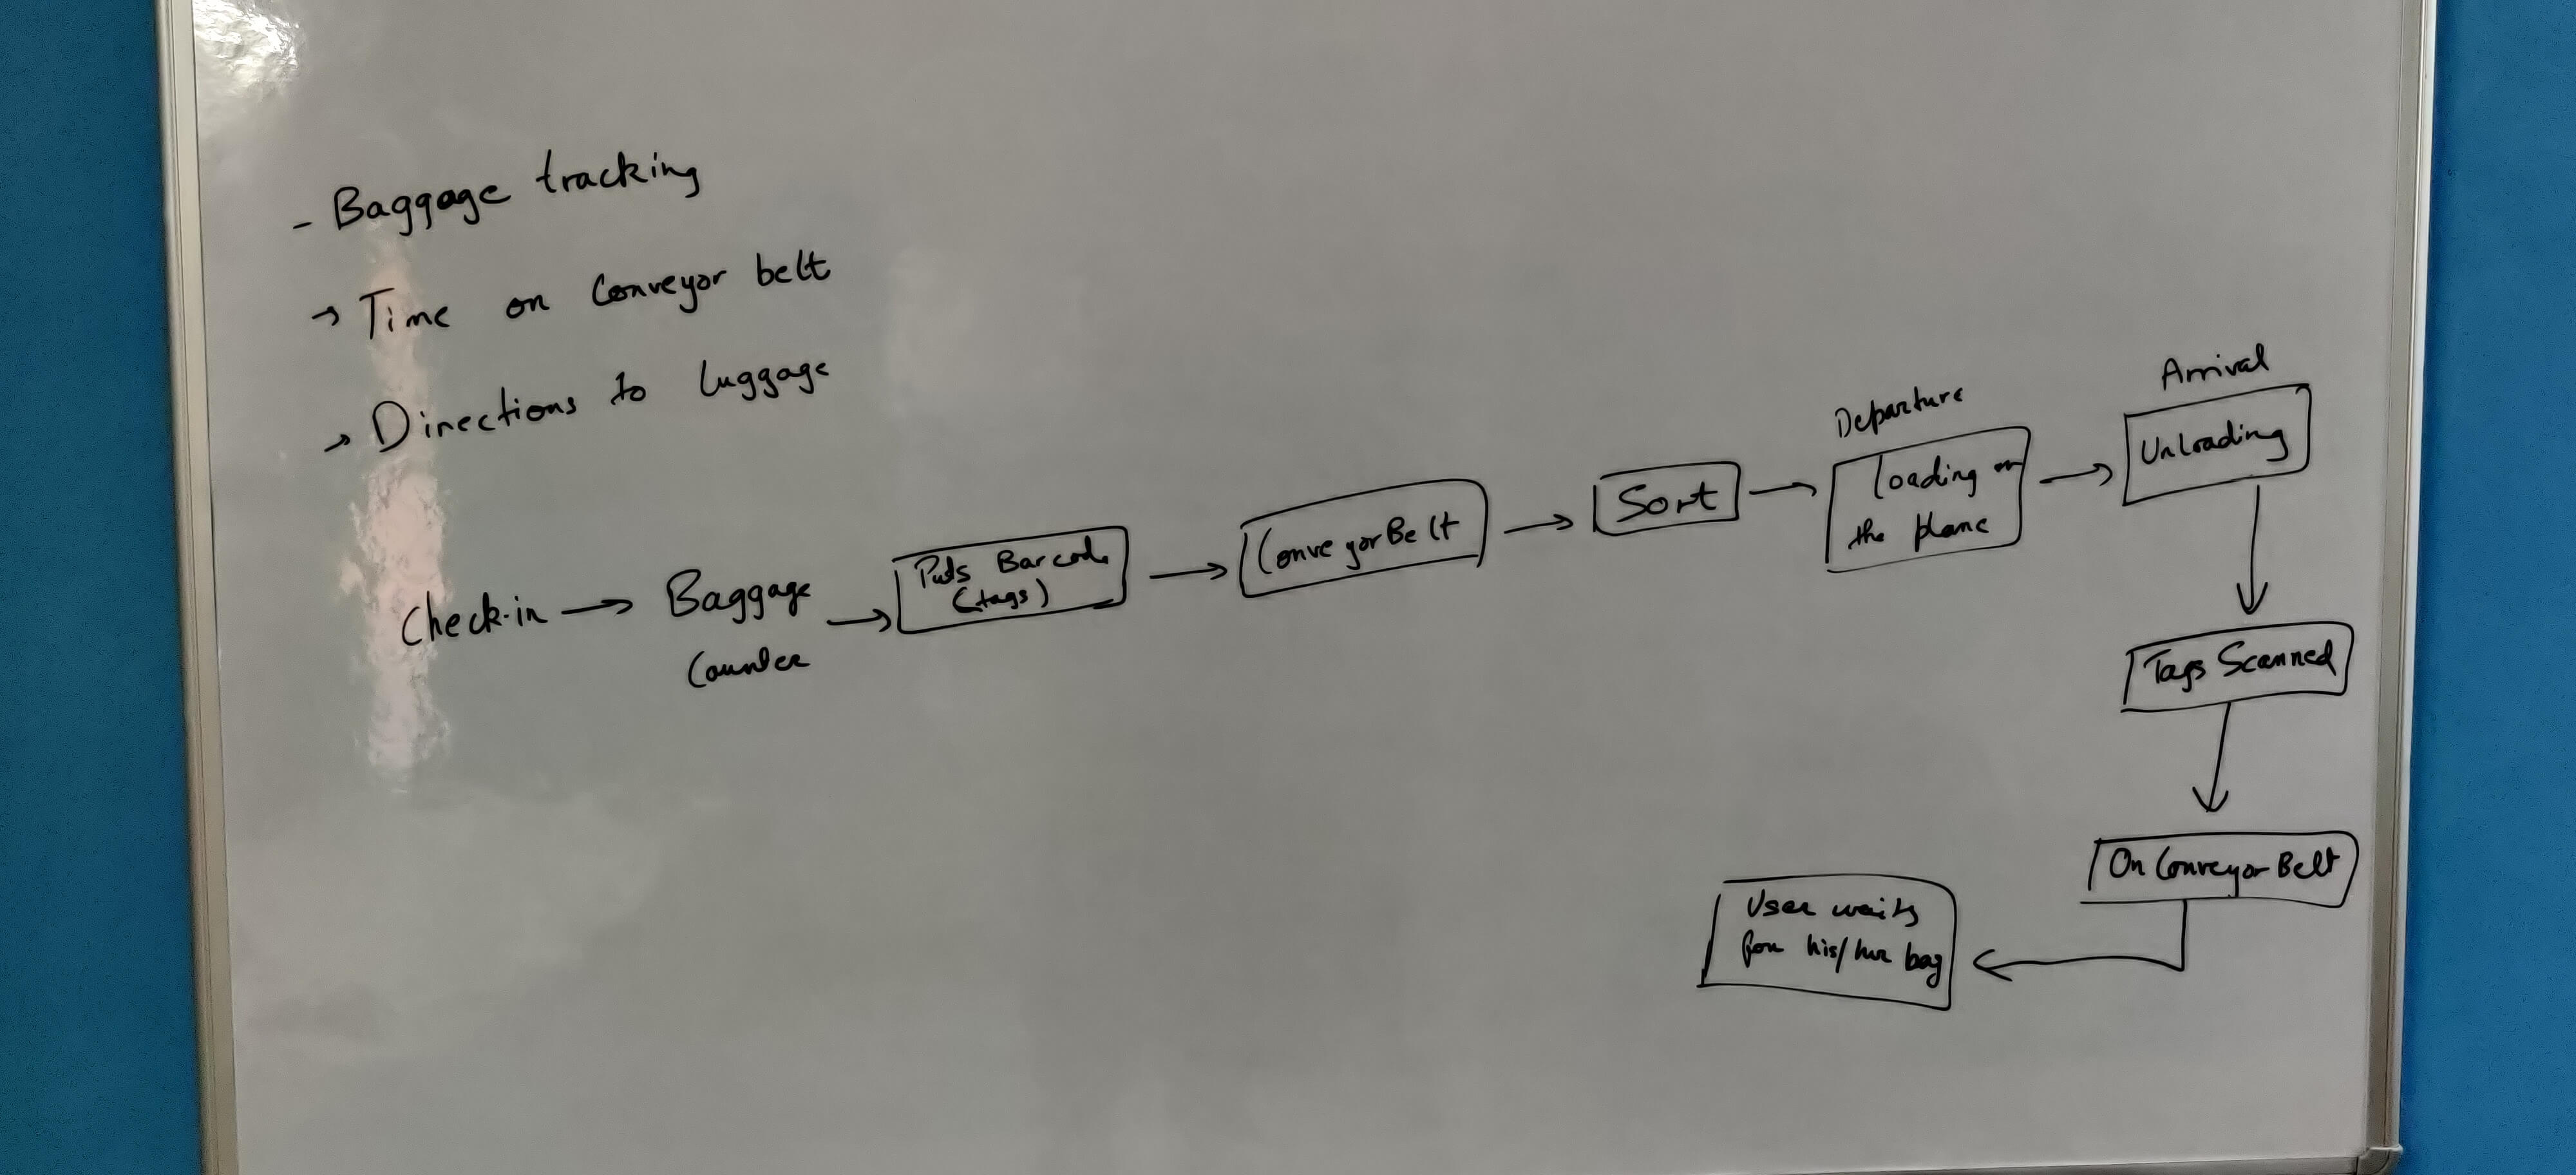 - Baggage tracking
→ Time on Conveyor belt
→ Directions to Luggage
Check-in → Baggage
Counter
→ Puts Barcode
(tags)
→ Conveyor Belt
→ Sort
→ Departure
Loading on
the plane
→ Arrival
Unloading
Tags Scanned
On Conveyor Belt
User waits
for his/her bag